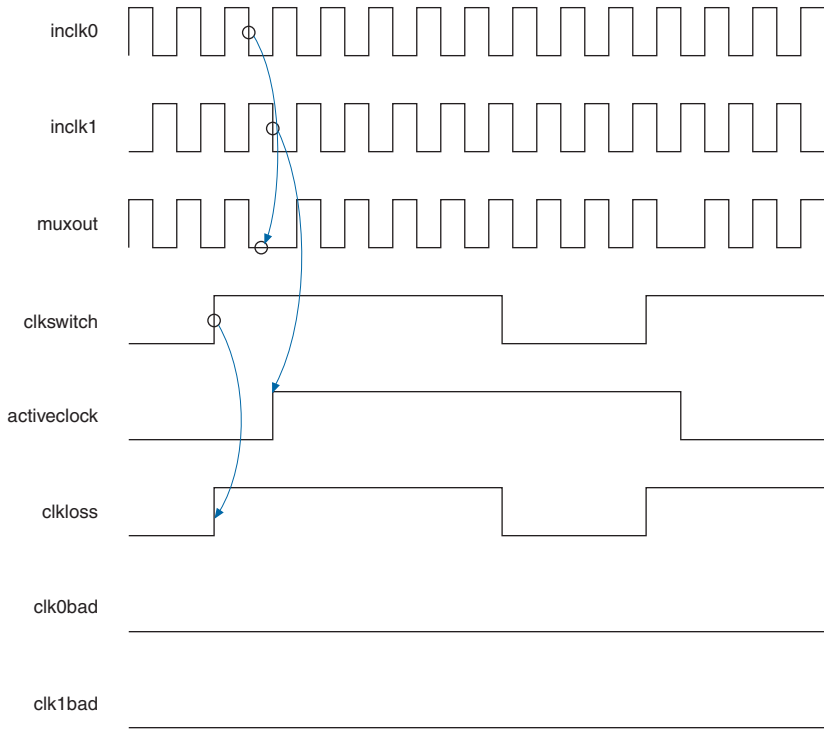 inclk0
inclk1
muxout
clkswitch
activeclock
clkloss
clk0bad
clk1bad